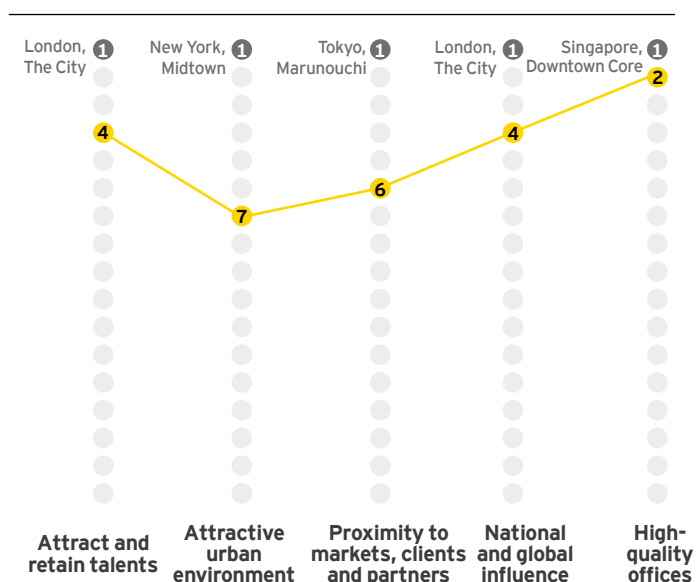 London,
The City
1
New York,
Midtown
1
Tokyo,
Marunouchi
1
London,
The City
1
Singapore,
Downtown Core
1
4
7
6
4
2
Attract and
retain talents
Attractive
urban
environment
Proximity to
markets, clients
and partners
National
and global
influence
High-
quality
offices